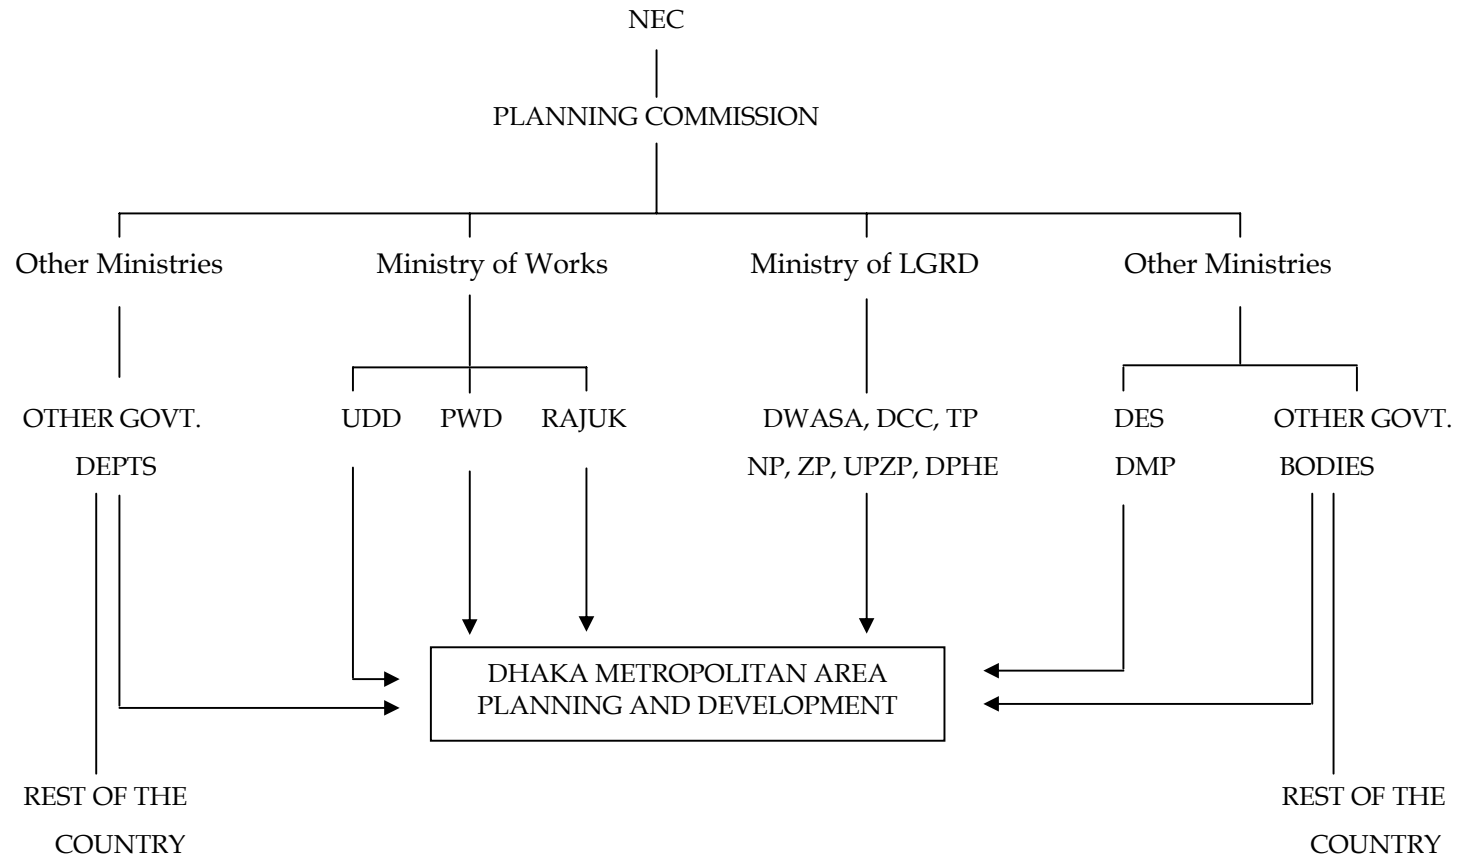 NEC
PLANNING COMMISSION
Other Ministries
Ministry of Works
Ministry of LGRD
Other Ministries
OTHER GOVT.
DEPTS
UDD
PWD
RAJUK
DWASA, DCC, TP
NP, ZP, UPZP, DPHE
DES
DMP
OTHER GOVT.
BODIES
DHAKA METROPOLITAN AREA
PLANNING AND DEVELOPMENT
REST OF THE
COUNTRY
REST OF THE
COUNTRY